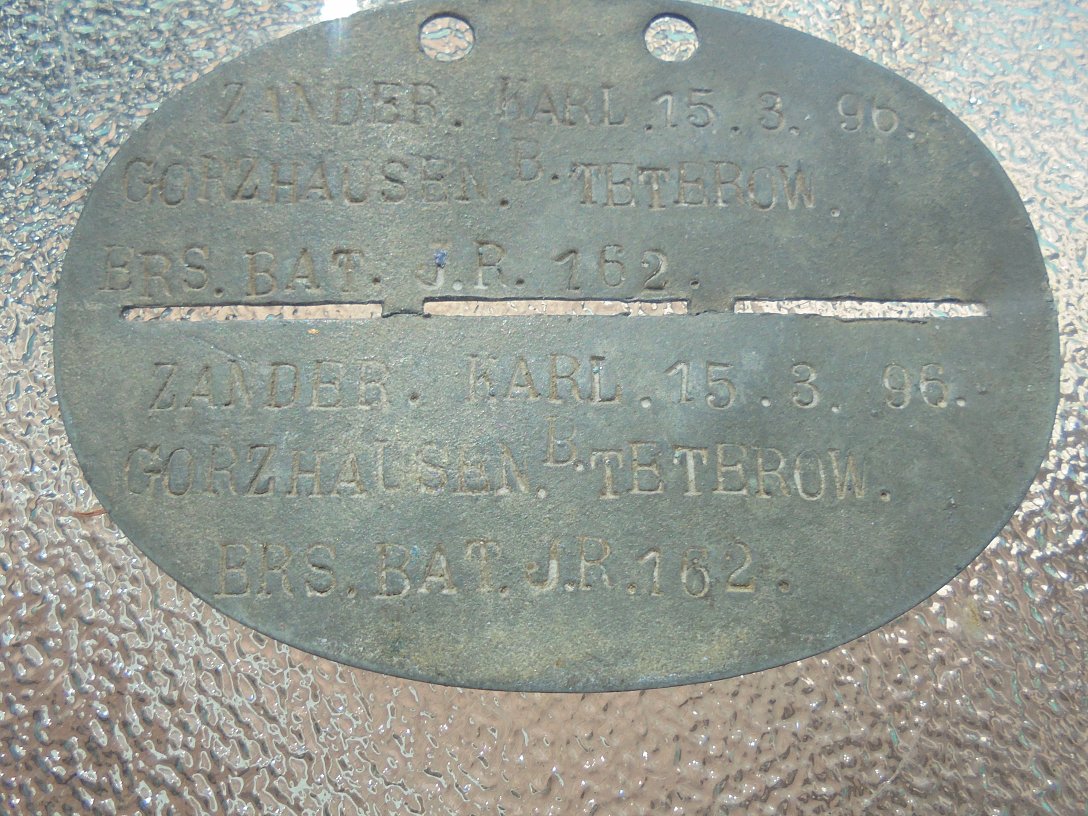 ZANDER. KARL.15.3.96.
GORZHAUSEN.B.TETEROW.
ERS.BAT.J.R.162.
ZANDER. KARL.15.3.96.
GORZHAUSEN.B.TETEROW.
ERS.BAT.J.R.162.